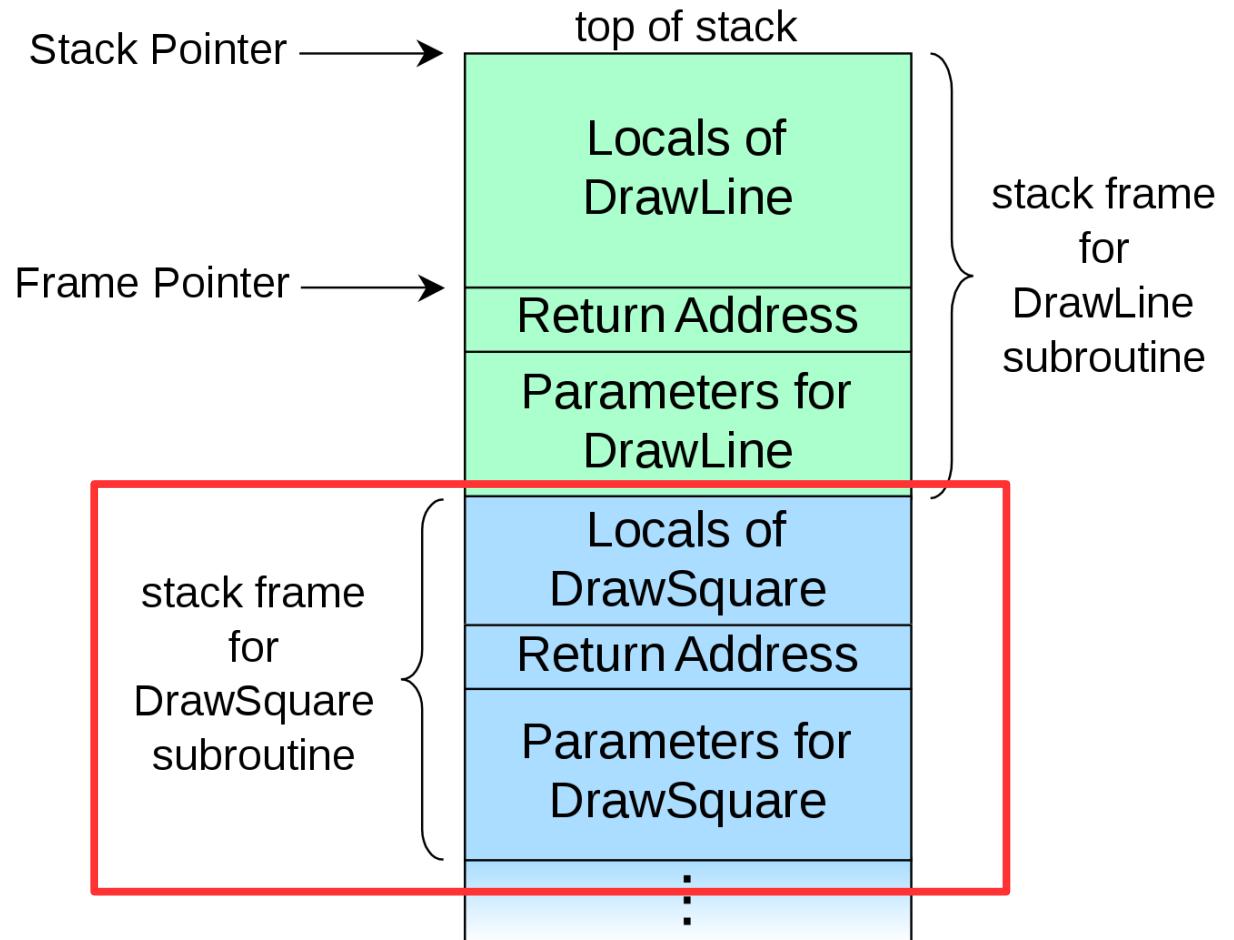 top of stack
Stack Pointer
Locals of
DrawLine
stack frame
for
DrawLine
subroutine
Frame Pointer
Return Address
Parameters for
DrawLine
Locals of
DrawSquare
stack frame
for
DrawSquare
subroutine
Return Address
Parameters for
DrawSquare
⋮